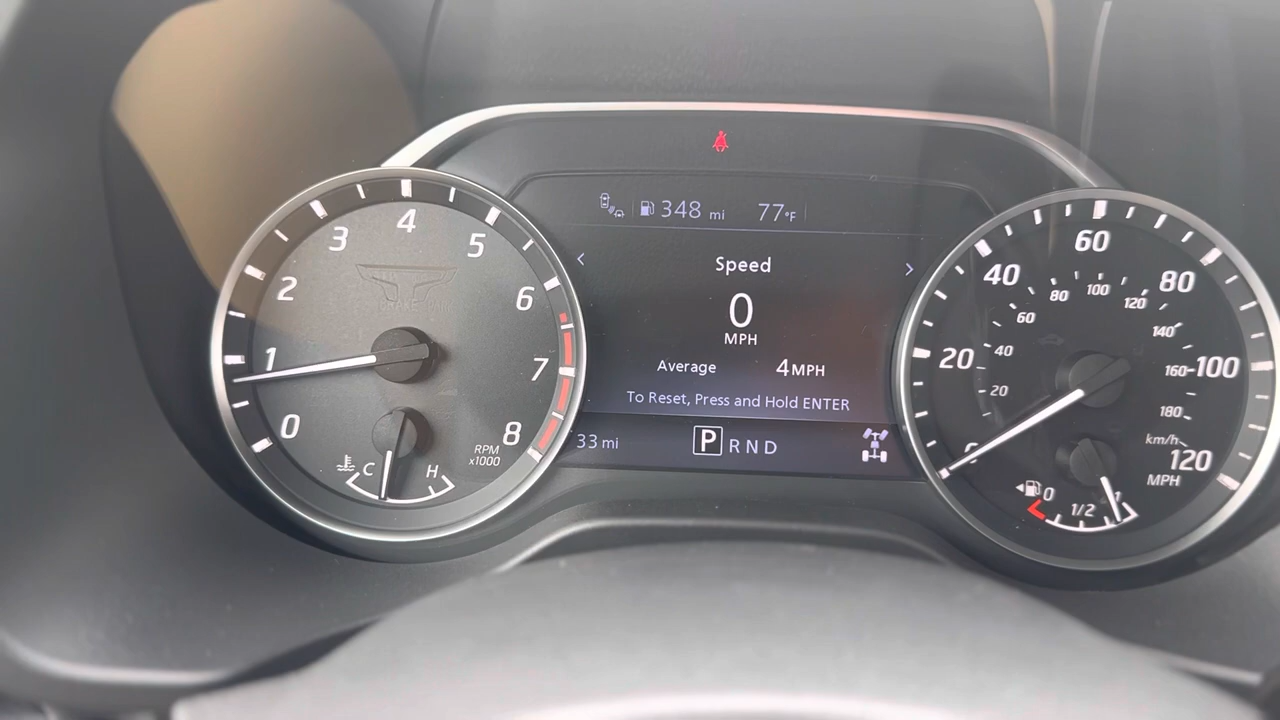 348 mi 77°F
Speed
0
MPH
Average 4 MPH
To Reset, Press and Hold ENTER
33 mi P R N D
0 1 2 3 4 5 6 7 8
RPM
x1000
C H
0 20 40 60 80 100 120
MPH
20 40 60 80 100 120 140 160 180
km/h
0 1/2 1